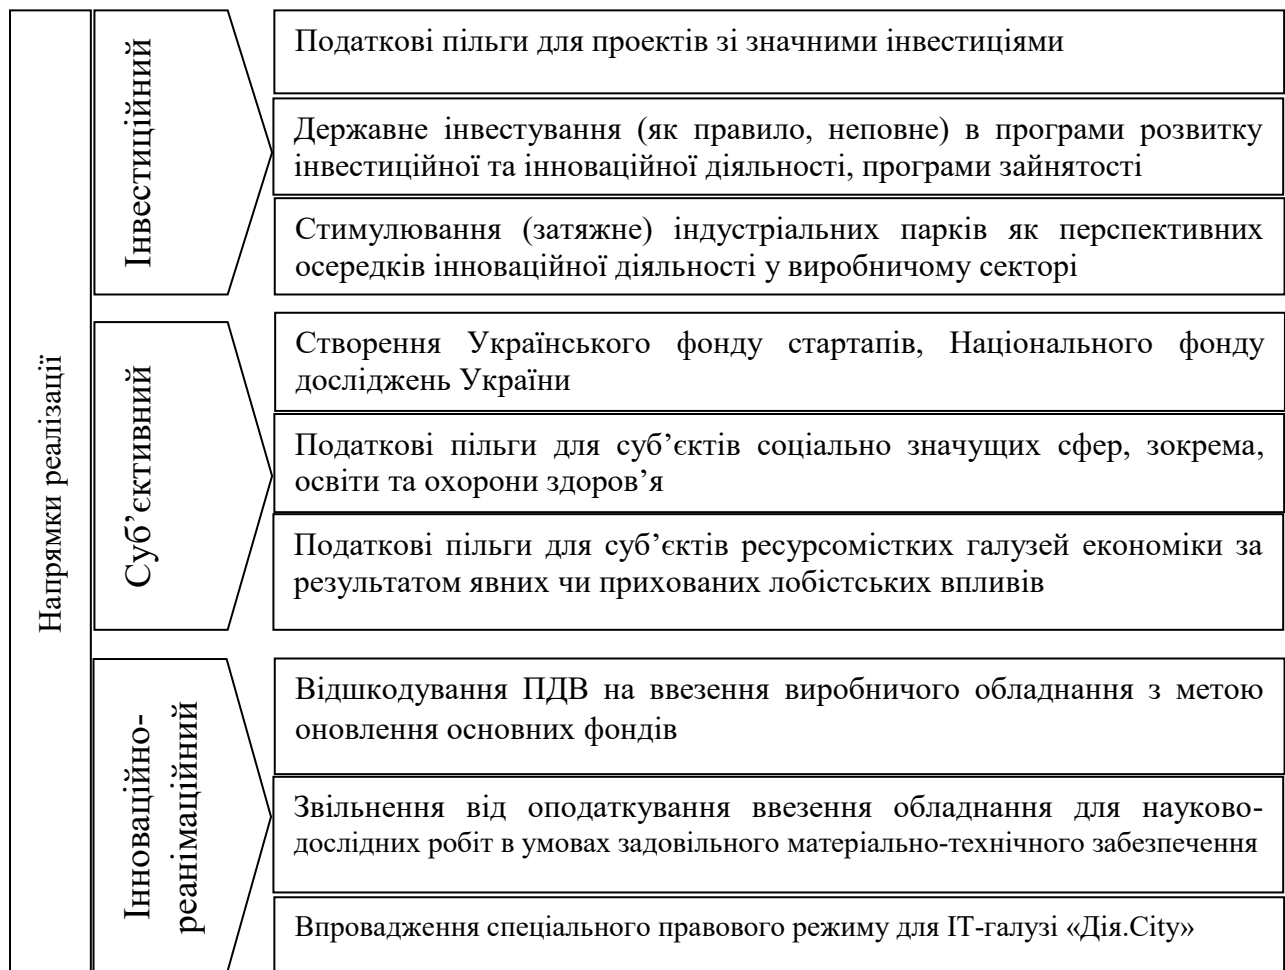 Напрямки реалізації
Інвестиційний
Податкові пільги для проектів зі значними інвестиціями
Державне інвестування (як правило, неповне) в програми розвитку
інвестиційної та інноваційної діяльності, програми зайнятості
Стимулювання (затяжне) індустріальних парків як перспективних
осередків інноваційної діяльності у виробничому секторі
Суб’єктивний
Створення Українського фонду стартапів, Національного фонду
досліджень України
Податкові пільги для суб’єктів соціально значущих сфер, зокрема,
освіти та охорони здоров’я
Податкові пільги для суб’єктів ресурсомістких галузей економіки за
результатом явних чи прихованих лобістських впливів
Інноваційно-
реанімаційний
Відшкодування ПДВ на ввезення виробничого обладнання з метою
оновлення основних фондів
Звільнення від оподаткування ввезення обладнання для науково-
дослідних робіт в умовах задовільного матеріально-технічного забезпечення
Впровадження спеціального правового режиму для ІТ-галузі «Дія.City»